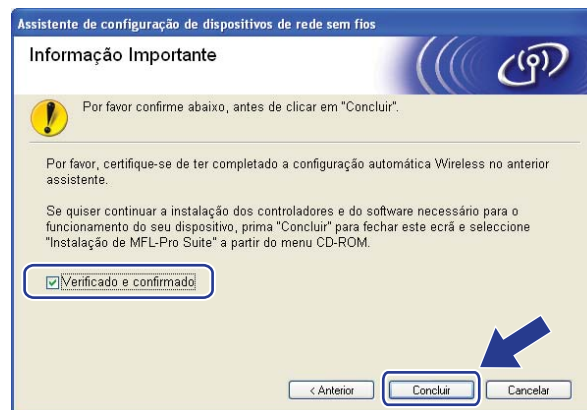 Assistente de configuração de dispositivos de rede sem fios
Informação Importante
Por favor confirme abaixo, antes de clicar em "Concluir".
Por favor, certifique-se de ter completado a configuração automática Wireless no anterior
assistente.
Se quiser continuar a instalação dos controladores e do software necessário para o
funcionamento do seu dispositivo, prima "Concluir" para fechar este ecrã e seleccione
"Instalação de MFL-Pro Suite" a partir do menu CD-ROM.
Verificado e confirmado
< Anterior Concluir Cancelar